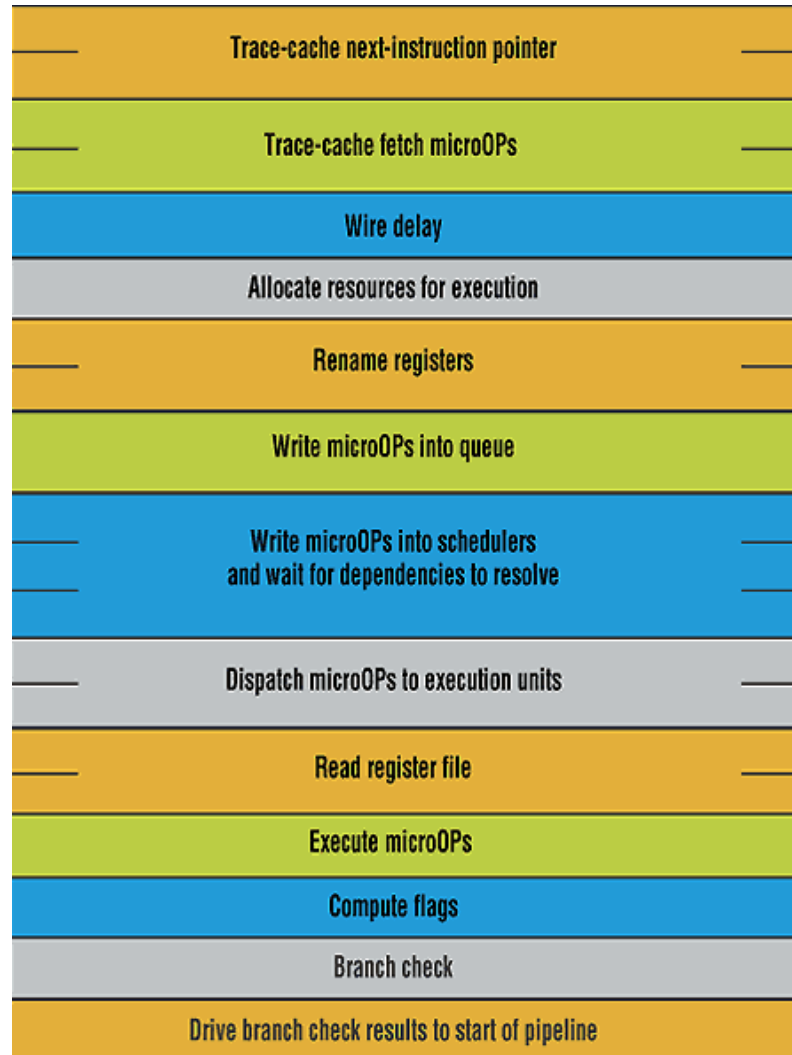 Trace-cache next-instruction pointer
Trace-cache fetch microOPs
Wire delay
Allocate resources for execution
Rename registers
Write microOPs into queue
Write microOPs into schedulers
and wait for dependencies to resolve
Dispatch microOPs to execution units
Read register file
Execute microOPs
Compute flags
Branch check
Drive branch check results to start of pipeline